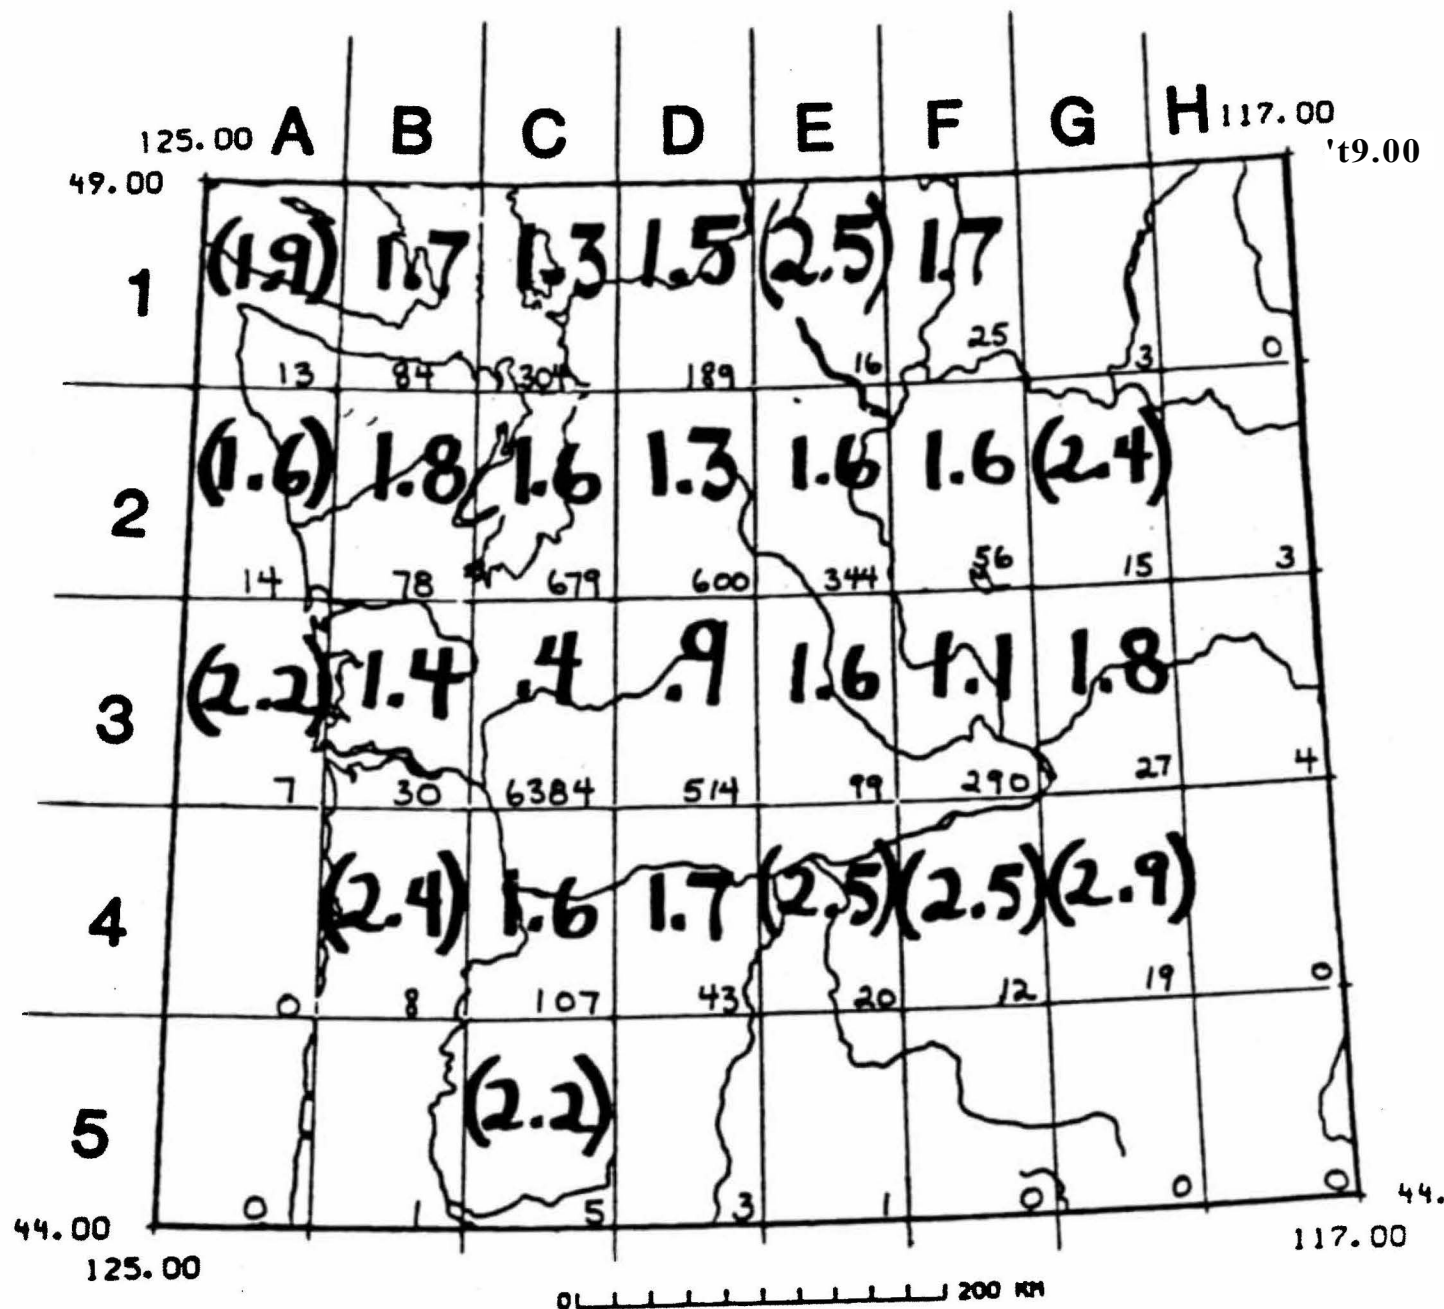 A B C D E F G H
125.00 117.00
49.00 't9.00
1 (1.9) 1.7 1.3 1.5 (2.5) 1.7
13 84 304 189 16 25 3 0
2 (1.6) 1.8 1.6 1.3 1.6 1.6 (2.4)
14 78 679 600 344 56 15 3
3 (2.2) 1.4 .4 .9 1.6 1.1 1.8
7 30 6384 514 99 290 27 4
4 (2.4) 1.6 1.7 (2.5) (2.5) (2.9)
0 8 107 43 20 12 19 0
5 (2.2)
0 1 5 3 1 0 0 0
44.00 44.
125.00 117.00
0 200 KM